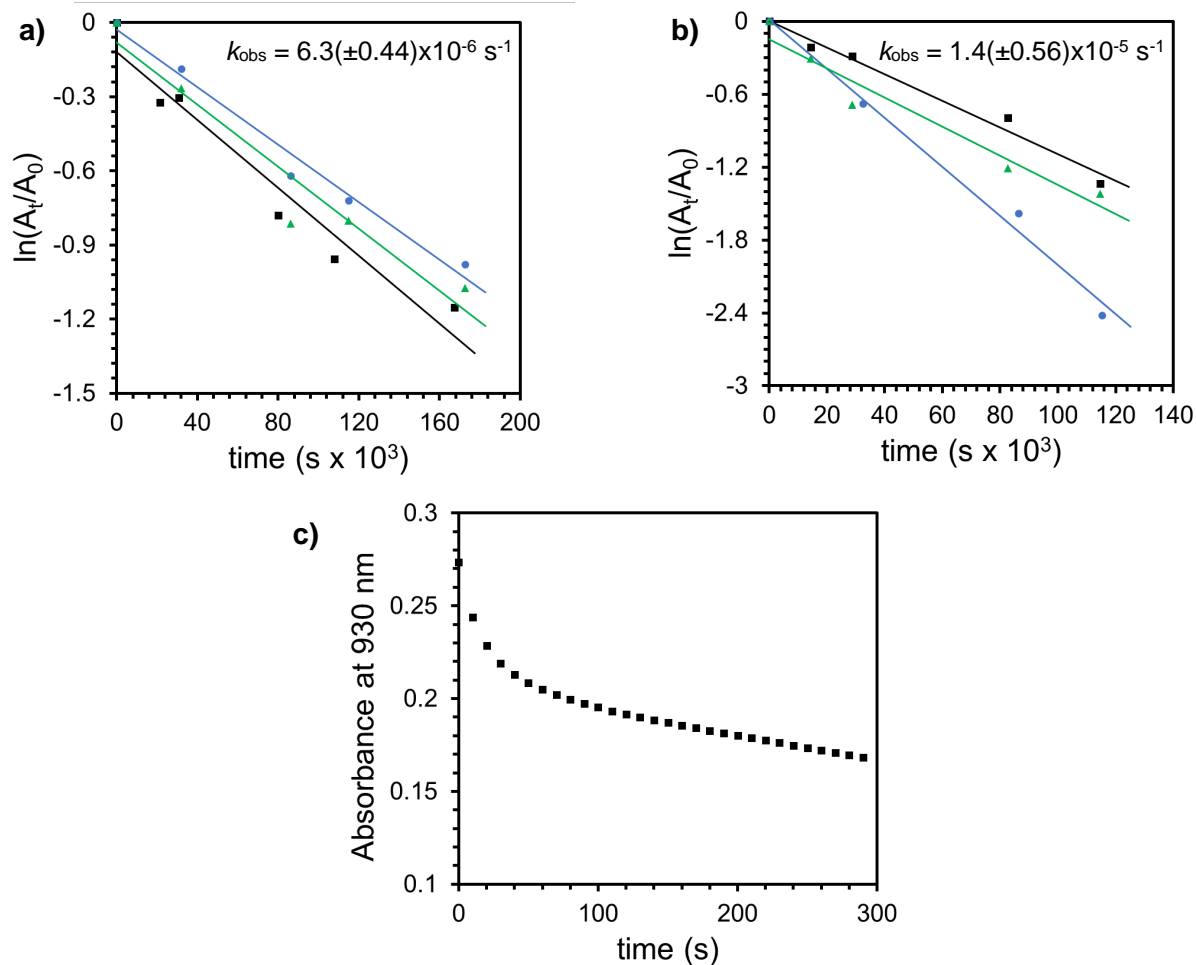 a)
k_obs = 6.3(±0.44)x10⁻⁶ s⁻¹
ln(Aₜ/A₀)
0
-0.3
-0.6
-0.9
-1.2
-1.5
0 40 80 120 160 200
time (s x 10³)
b)
k_obs = 1.4(±0.56)x10⁻⁵ s⁻¹
ln(Aₜ/A₀)
0
-0.6
-1.2
-1.8
-2.4
-3
0 20 40 60 80 100 120 140
time (s x 10³)
c)
Absorbance at 930 nm
0.3
0.25
0.2
0.15
0.1
0 100 200 300
time (s)